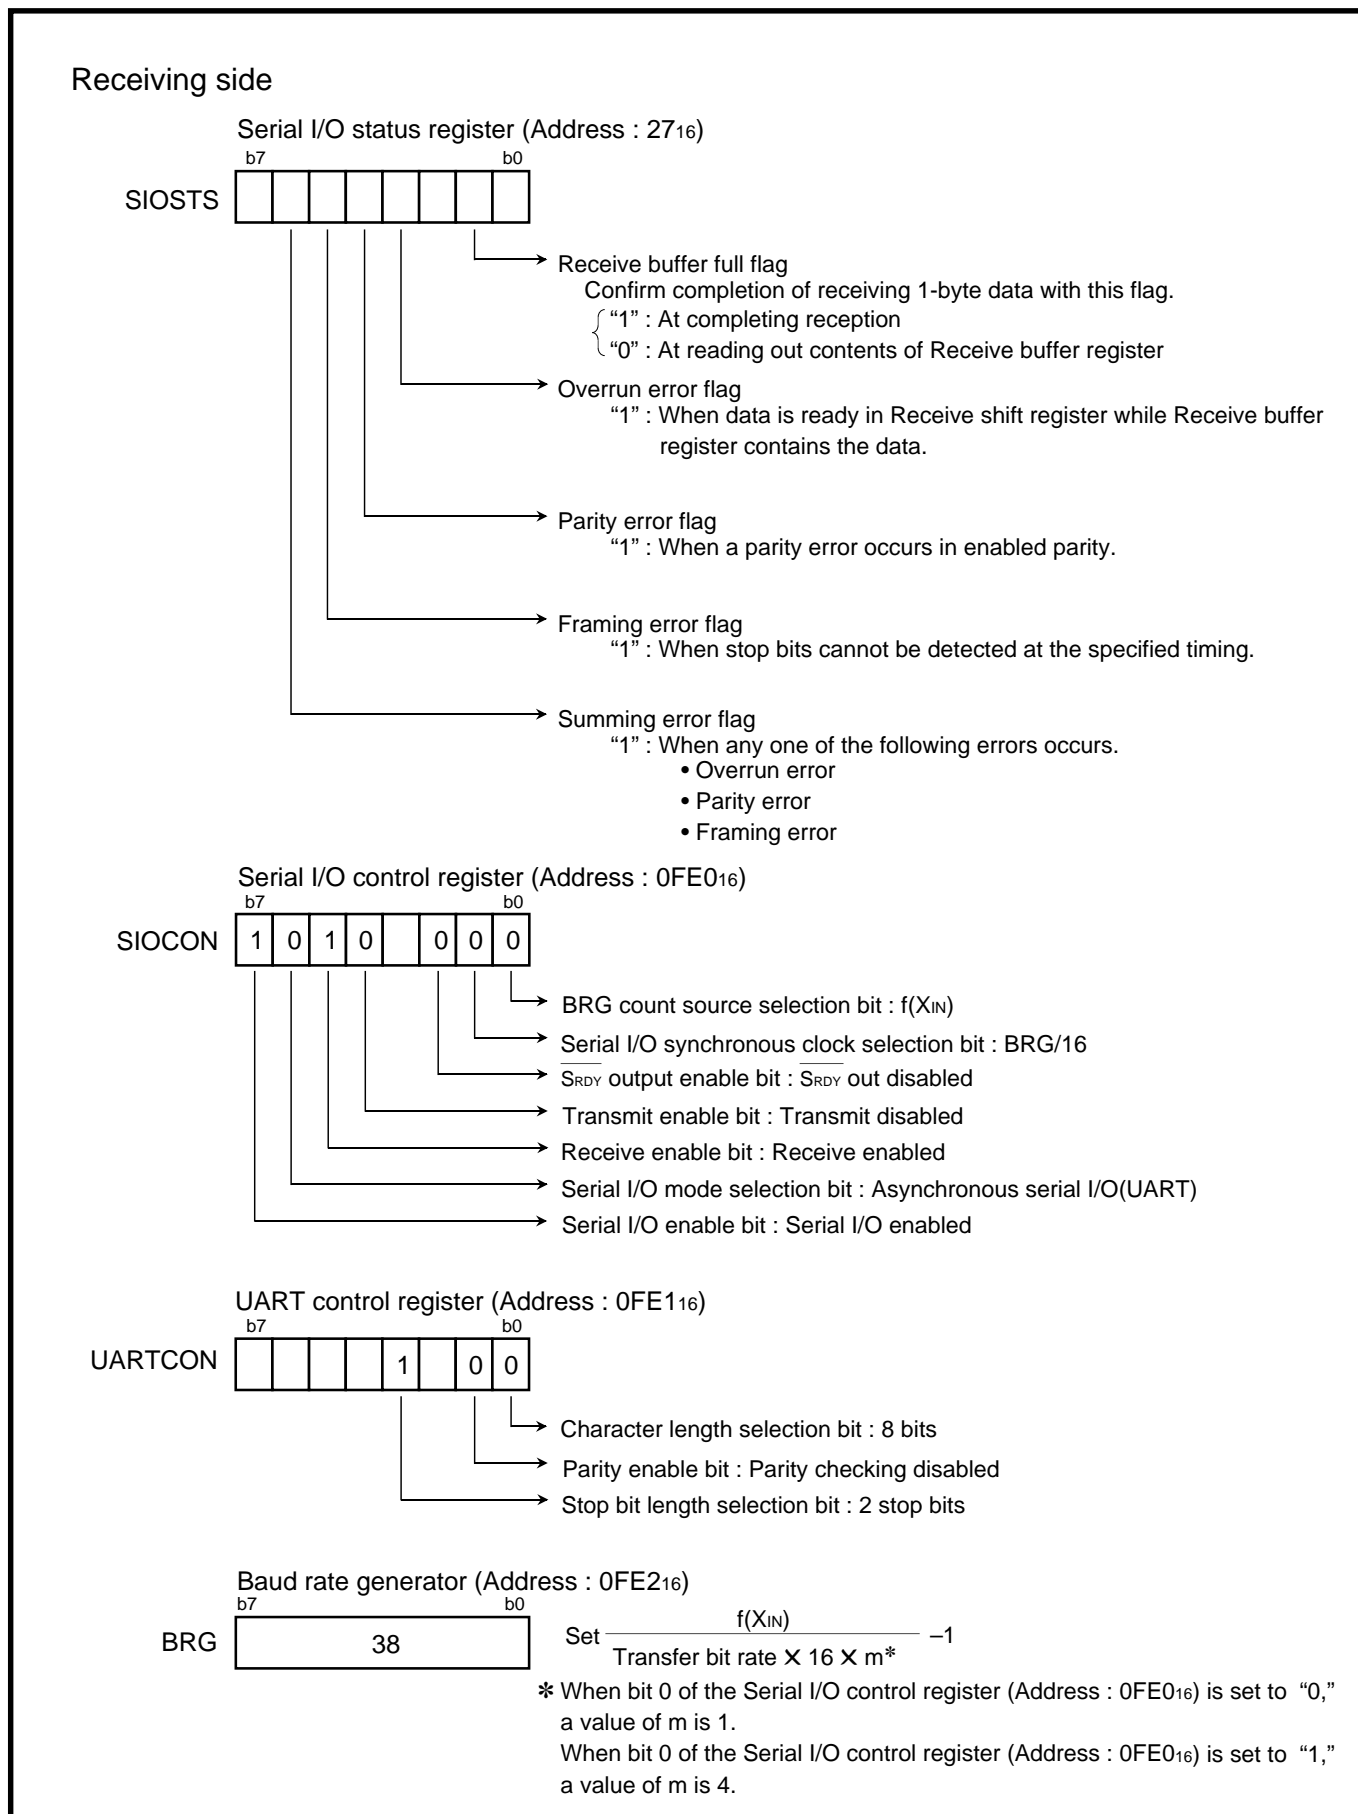 Receiving side
Serial I/O status register (Address : 2716)
b7 b0
SIOSTS
Receive buffer full flag
Confirm completion of receiving 1-byte data with this flag.
“1” : At completing reception
“0” : At reading out contents of Receive buffer register
Overrun error flag
“1” : When data is ready in Receive shift register while Receive buffer
register contains the data.
Parity error flag
“1” : When a parity error occurs in enabled parity.
Framing error flag
“1” : When stop bits cannot be detected at the specified timing.
Summing error flag
“1” : When any one of the following errors occurs.
• Overrun error
• Parity error
• Framing error
Serial I/O control register (Address : 0FE016)
b7 b0
SIOCON 1 0 1 0 0 0 0
BRG count source selection bit : f(XIN)
Serial I/O synchronous clock selection bit : BRG/16
SRDY output enable bit : SRDY out disabled
Transmit enable bit : Transmit disabled
Receive enable bit : Receive enabled
Serial I/O mode selection bit : Asynchronous serial I/O(UART)
Serial I/O enable bit : Serial I/O enabled
UART control register (Address : 0FE116)
b7 b0
UARTCON 1 0 0
Character length selection bit : 8 bits
Parity enable bit : Parity checking disabled
Stop bit length selection bit : 2 stop bits
Baud rate generator (Address : 0FE216)
b7 b0
BRG 38
f(XIN)
Set –1
Transfer bit rate ✕ 16 ✕ m✻
✻ When bit 0 of the Serial I/O control register (Address : 0FE016) is set to “0,”
a value of m is 1.
When bit 0 of the Serial I/O control register (Address : 0FE016) is set to “1,”
a value of m is 4.